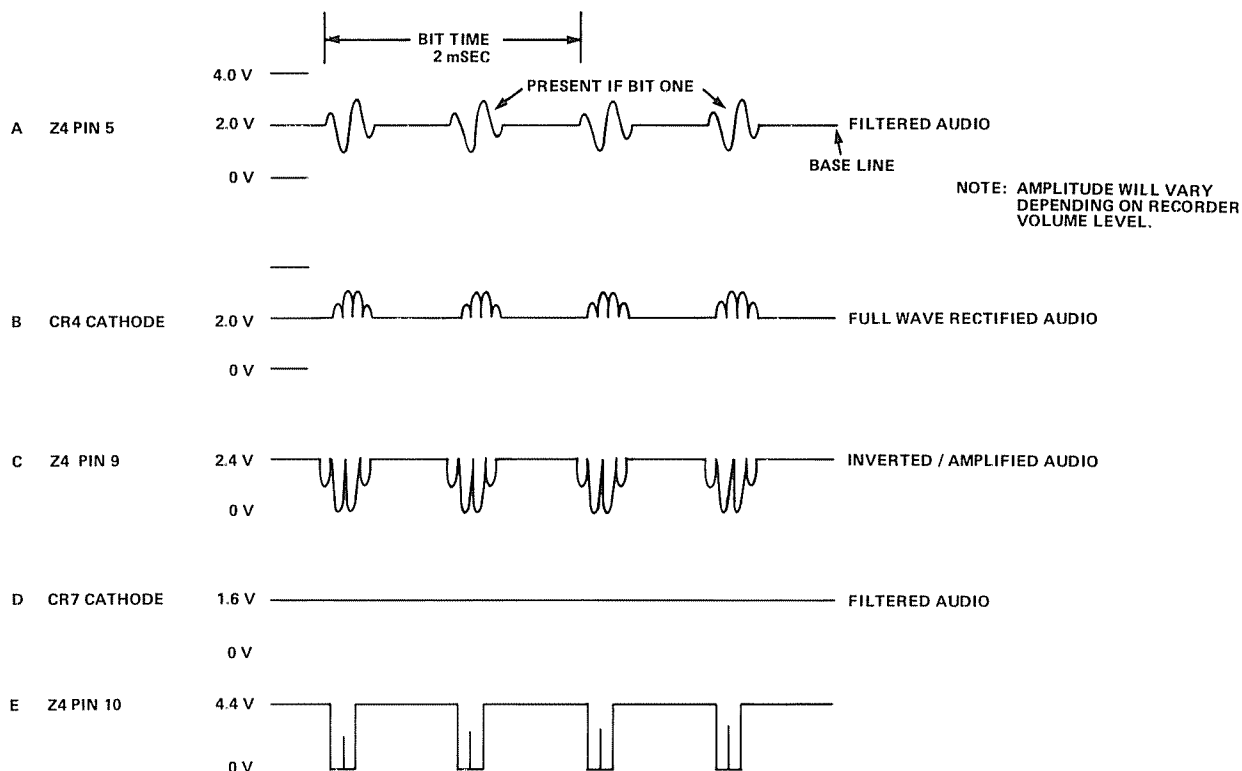 BIT TIME
2 mSEC
4.0 V
PRESENT IF BIT ONE
A Z4 PIN 5 2.0 V FILTERED AUDIO
BASE LINE
0 V
NOTE: AMPLITUDE WILL VARY
DEPENDING ON RECORDER
VOLUME LEVEL.
B CR4 CATHODE 2.0 V FULL WAVE RECTIFIED AUDIO
0 V
C Z4 PIN 9 2.4 V INVERTED / AMPLIFIED AUDIO
0 V
D CR7 CATHODE 1.6 V FILTERED AUDIO
0 V
E Z4 PIN 10 4.4 V
0 V